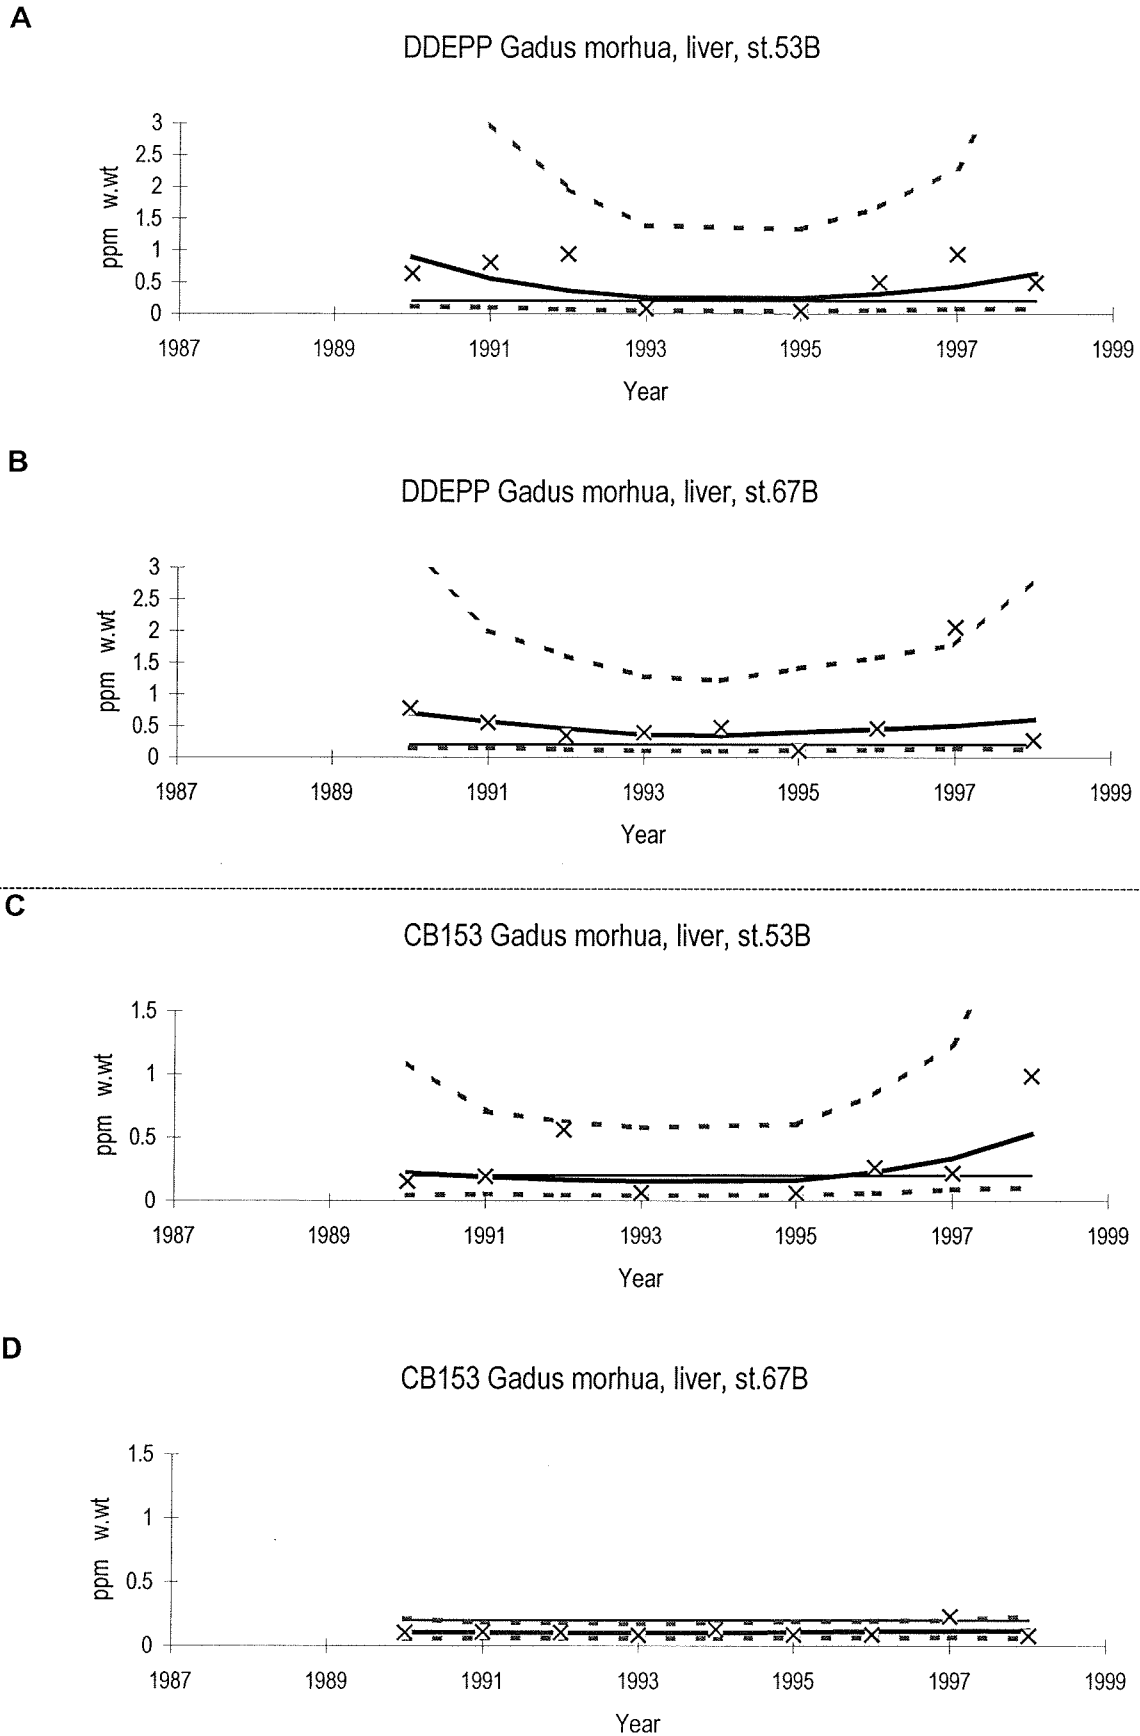 A
DDEPP Gadus morhua, liver, st.53B
ppm w.wt
3
2.5
2
1.5
1
0.5
0
1987 1989 1991 1993 1995 1997 1999
Year
B
DDEPP Gadus morhua, liver, st.67B
ppm w.wt
3
2.5
2
1.5
1
0.5
0
1987 1989 1991 1993 1995 1997 1999
Year
C
CB153 Gadus morhua, liver, st.53B
ppm w.wt
1.5
1
0.5
0
1987 1989 1991 1993 1995 1997 1999
Year
D
CB153 Gadus morhua, liver, st.67B
ppm w.wt
1.5
1
0.5
0
1987 1989 1991 1993 1995 1997 1999
Year